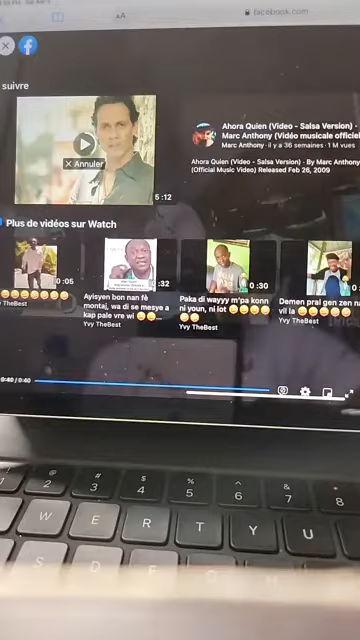 AA
facebook.com
suivre
× Annuler
5:12
Ahora Quien (Video - Salsa Version) -
Marc Anthony (Vidéo musicale officiel
Marc Anthony · il y a 36 semaines · 1 M vues
Ahora Quien (Video - Salsa Version) - By Marc Anthony
(Official Music Video) Released Feb 26, 2009
Plus de vidéos sur Watch
0:05
TheBest
:32
Ayisyen bon nan fè
montaj, wa di se mesye a
kap pale vre wi
Yvy TheBest
0:30
Paka di wayyy m'pa konn
ni youn, ni lot
Yvy TheBest
0:
Demen pral gen zen na
vil la
Yvy TheBest
0:40 / 0:40
@ # $ % ^ & *
2 3 4 5 6 7 8
W E R T Y U
S D